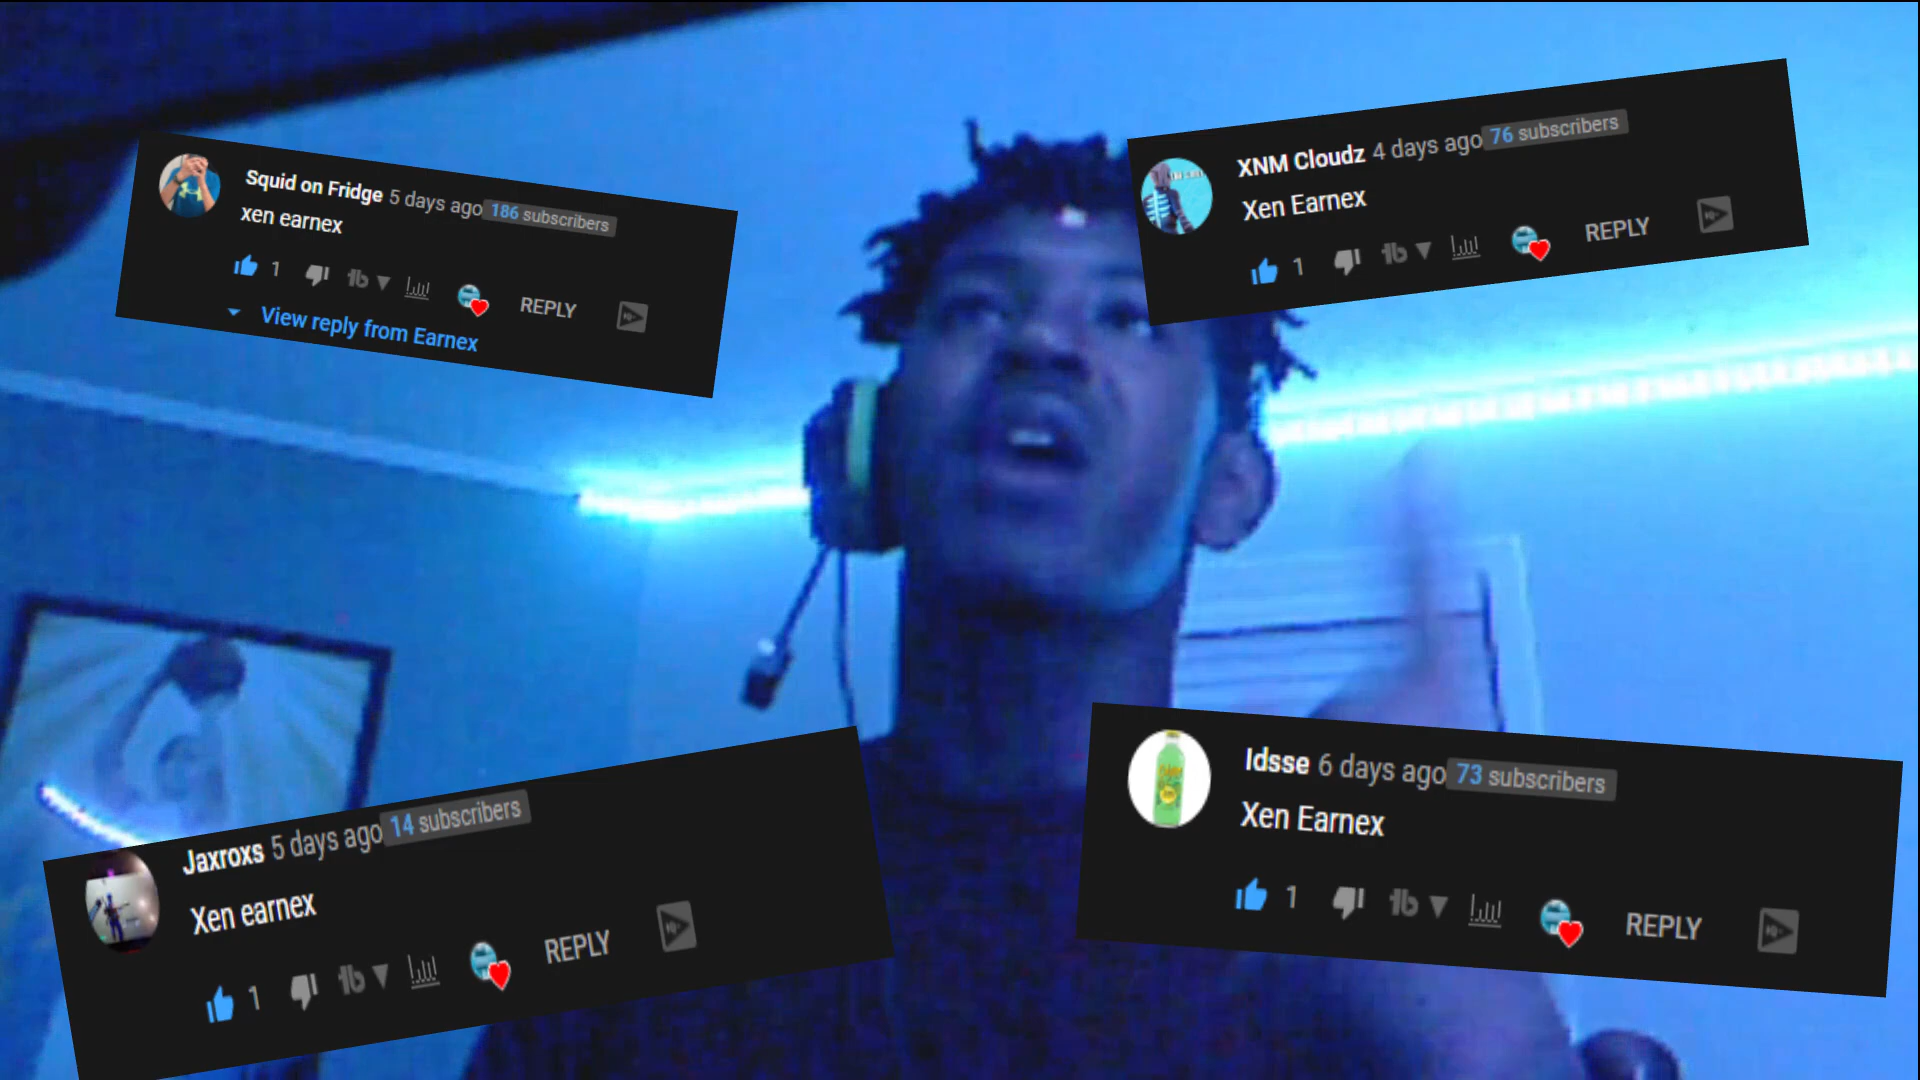 Squid on Fridge 5 days ago 186 subscribers
xen earnex
1 REPLY
View reply from Earnex
XNM Cloudz 4 days ago 76 subscribers
Xen Earnex
1 REPLY
Jaxroxs 5 days ago 14 subscribers
Xen earnex
1 REPLY
Idsse 6 days ago 73 subscribers
Xen Earnex
1 REPLY